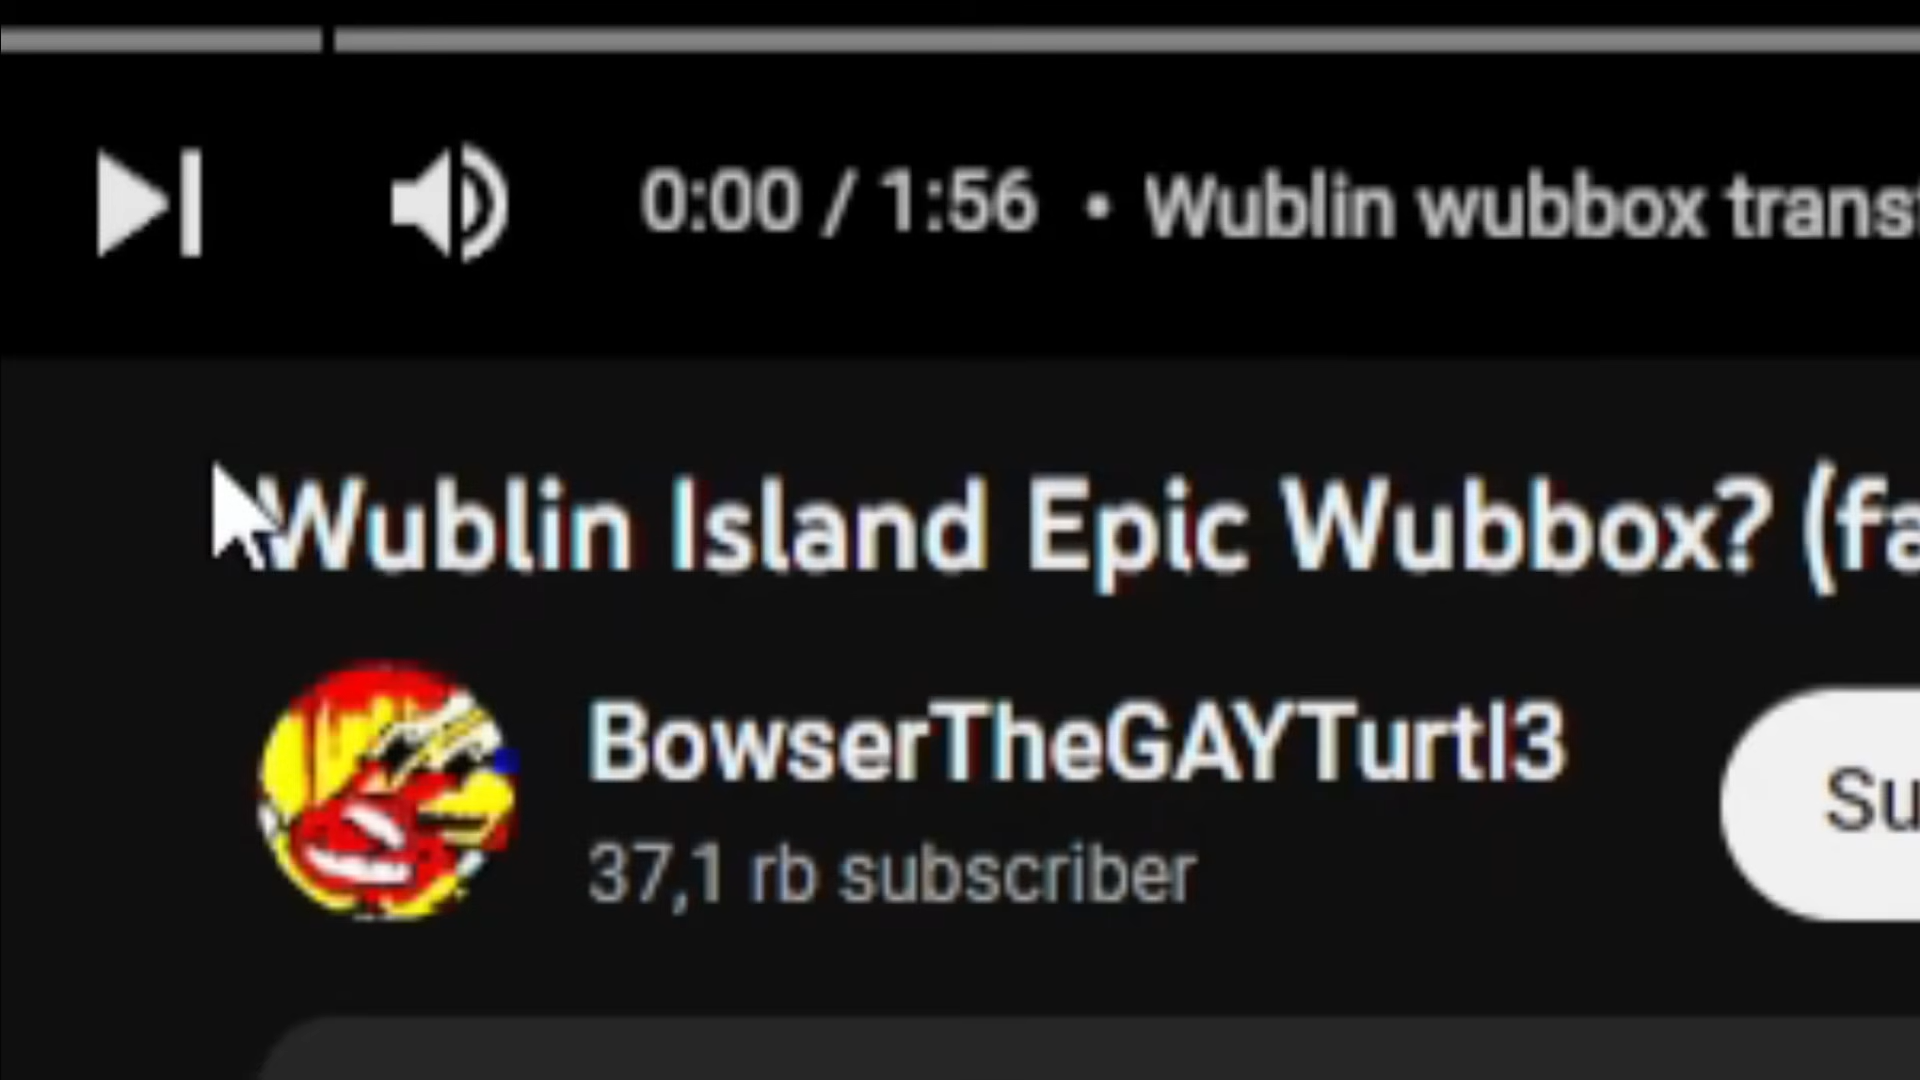 0:00 / 1:56 • Wublin wubbox trans
Wublin Island Epic Wubbox? (fa
BowserTheGAYTurtl3
37,1 rb subscriber
Su